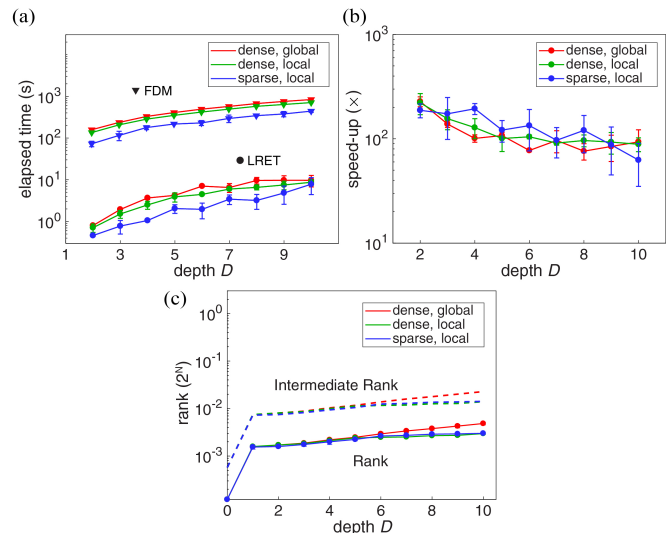 (a)
elapsed time (s)
10³
10²
10¹
10⁰
1 3 5 7 9
depth D
dense, global
dense, local
sparse, local
▼ FDM
● LRET
(b)
speed-up (×)
10³
10²
10¹
2 4 6 8 10
depth D
dense, global
dense, local
sparse, local
(c)
rank (2ᴺ)
10⁰
10⁻¹
10⁻²
10⁻³
0 2 4 6 8 10
depth D
dense, global
dense, local
sparse, local
Intermediate Rank
Rank